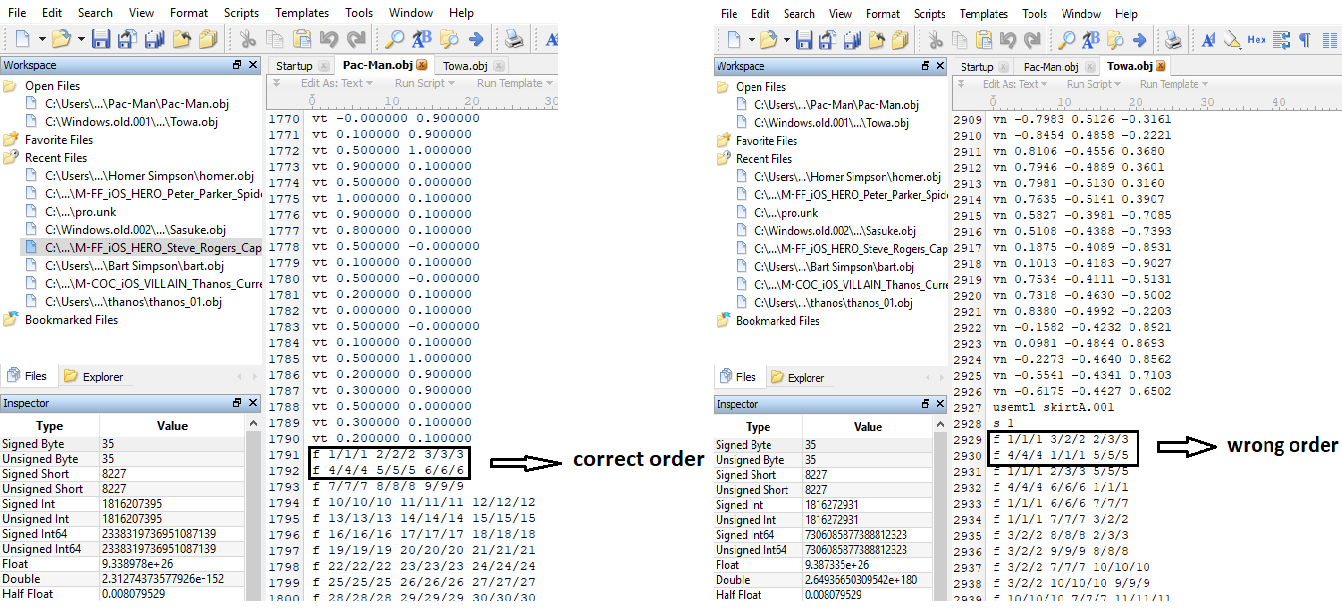 File Edit Search View Format Scripts Templates Tools Window Help
Workspace
Open Files
C:\Users\...\Pac-Man\Pac-Man.obj
C:\Windows.old.001\...\Towa.obj
Favorite Files
Recent Files
C:\Users\...\Homer Simpson\homer.obj
C:\...\M-FF_iOS_HERO_Peter_Parker_Spide
C:\...\pro.unk
C:\Windows.old.002\...\Sasuke.obj
C:\...\M-FF_iOS_HERO_Steve_Rogers_Cap
C:\Users\...\Bart Simpson\bart.obj
C:\...\M-COC_iOS_VILLAIN_Thanos_Curre
C:\Users\...\thanos\thanos_01.obj
Bookmarked Files
Files Explorer
Inspector
Type Value
Signed Byte 35
Unsigned Byte 35
Signed Short 8227
Unsigned Short 8227
Signed Int 1816207395
Unsigned Int 1816207395
Signed Int64 2338319736951087139
Unsigned Int64 2338319736951087139
Float 9.338978e+26
Double 2.31274373577926e-152
Half Float 0.008079529
Startup Pac-Man.obj Towa.obj
Edit As: Text Run Script Run Template
0 10 20 30
1770 vt -0.000000 0.900000
1771 vt 0.100000 0.900000
1772 vt 0.500000 1.000000
1773 vt 0.900000 0.100000
1774 vt 0.500000 0.000000
1775 vt 1.000000 0.100000
1776 vt 0.900000 0.100000
1777 vt 0.800000 0.100000
1778 vt 0.500000 -0.000000
1779 vt 0.100000 0.100000
1780 vt 0.500000 -0.000000
1781 vt 0.200000 0.100000
1782 vt 0.000000 0.100000
1783 vt 0.500000 -0.000000
1784 vt 0.100000 0.100000
1785 vt 0.500000 1.000000
1786 vt 0.200000 0.900000
1787 vt 0.300000 0.900000
1788 vt 0.500000 0.000000
1789 vt 0.300000 0.100000
1790 vt 0.200000 0.100000
1791 f 1/1/1 2/2/2 3/3/3
1792 f 4/4/4 5/5/5 6/6/6
1793 f 7/7/7 8/8/8 9/9/9
1794 f 10/10/10 11/11/11 12/12/12
1795 f 13/13/13 14/14/14 15/15/15
1796 f 16/16/16 17/17/17 18/18/18
1797 f 19/19/19 20/20/20 21/21/21
1798 f 22/22/22 23/23/23 24/24/24
1799 f 25/25/25 26/26/26 27/27/27
1800 f 28/28/28 29/29/29 30/30/30
correct order
File Edit Search View Format Scripts Templates Tools Window Help
Hex
Workspace
Open Files
C:\Users\...\Pac-Man\Pac-Man.obj
C:\Windows.old.001\...\Towa.obj
Favorite Files
Recent Files
C:\Users\...\Homer Simpson\homer.obj
C:\...\M-FF_iOS_HERO_Peter_Parker_Spide
C:\...\pro.unk
C:\Windows.old.002\...\Sasuke.obj
C:\...\M-FF_iOS_HERO_Steve_Rogers_Cap
C:\Users\...\Bart Simpson\bart.obj
C:\...\M-COC_iOS_VILLAIN_Thanos_Curre
C:\Users\...\thanos\thanos_01.obj
Bookmarked Files
Files Explorer
Inspector
Type Value
Signed Byte 35
Unsigned Byte 35
Signed Short 8227
Unsigned Short 8227
Signed Int 1816272931
Unsigned Int 1816272931
Signed Int64 7306085377388812323
Unsigned Int64 7306085377388812323
Float 9.387335e+26
Double 2.64936650309542e+180
Half Float 0.008079529
Startup Pac-Man.obj Towa.obj
Edit As: Text Run Script Run Template
0 10 20 30 40
2909 vn -0.7983 0.5126 -0.3161
2910 vn -0.8454 0.4858 -0.2221
2911 vn 0.8106 -0.4556 0.3680
2912 vn 0.7946 -0.4889 0.3601
2913 vn 0.7981 -0.5130 0.3160
2914 vn 0.7635 -0.5141 0.3907
2915 vn 0.5827 -0.3981 -0.7085
2916 vn 0.5108 -0.4388 -0.7393
2917 vn 0.1875 -0.4089 -0.8931
2918 vn 0.1013 -0.4183 -0.9027
2919 vn 0.7534 -0.4111 -0.5131
2920 vn 0.7318 -0.4630 -0.5002
2921 vn 0.8380 -0.4992 -0.2203
2922 vn -0.1582 -0.4232 0.8921
2923 vn 0.0981 -0.4844 0.8693
2924 vn -0.2273 -0.4640 0.8562
2925 vn -0.5541 -0.4341 0.7103
2926 vn -0.6175 -0.4427 0.6502
2927 usemtl skirtA.001
2928 s 1
2929 f 1/1/1 3/2/2 2/3/3
2930 f 4/4/4 1/1/1 5/5/5
2931 f 1/1/1 2/3/3 5/5/5
2932 f 4/4/4 6/6/6 1/1/1
2933 f 1/1/1 6/6/6 7/7/7
2934 f 1/1/1 7/7/7 3/2/2
2935 f 3/2/2 8/8/8 2/3/3
2936 f 3/2/2 9/9/9 8/8/8
2937 f 3/2/2 7/7/7 10/10/10
2938 f 3/2/2 10/10/10 9/9/9
2939 f 10/10/10 7/7/7 11/11/11
wrong order